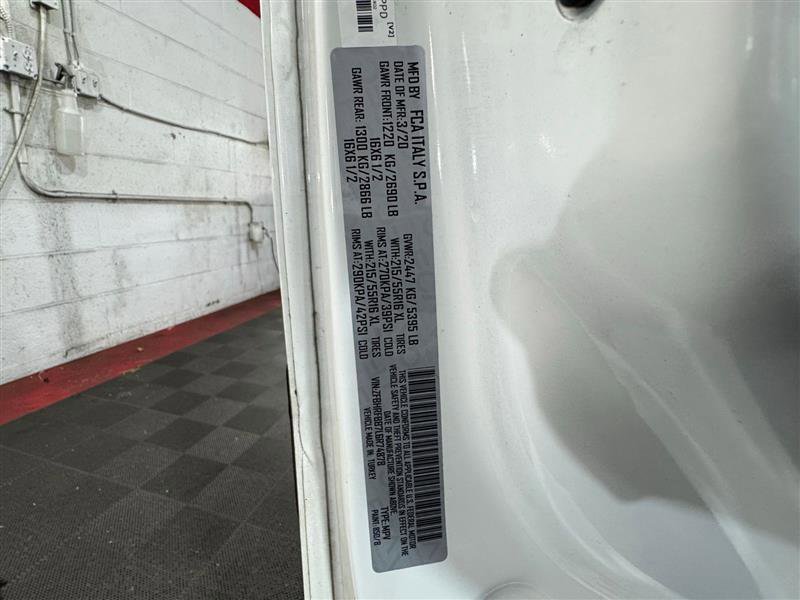 PPD [V2]
MFD BY FCA ITALY S.P.A.
DATE OF MFR:3/20 GVWR:2447 KG/5395 LB
GAWR FRONT:1220 KG/2690 LB WITH:215/55R16 XL TIRES
16X6 1/2 RIMS AT:270KPA/39PSI COLD
GAWR REAR: 1300 KG/2866 LB WITH:215/55R16 XL TIRES
16X6 1/2 RIMS AT:290KPA/42PSI COLD
THIS VEHICLE CONFORMS TO ALL APPLICABLE U.S. FEDERAL MOTOR
VEHICLE SAFETY AND THEFT PREVENTION STANDARDS IN EFFECT ON THE
DATE OF MANUFACTURE SHOWN ABOVE.
VIN: TYPE:MPV
VEHICLE MADE IN: TURKEY